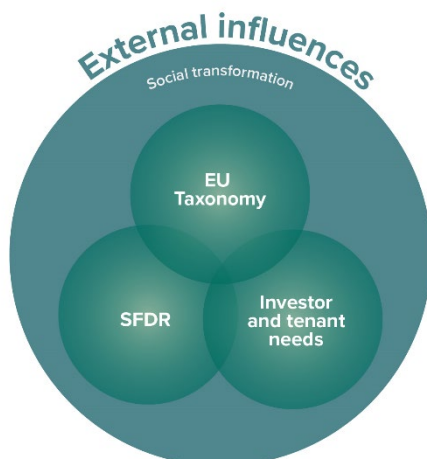 External influences
Social transformation
EU
Taxonomy
SFDR
Investor
and tenant
needs